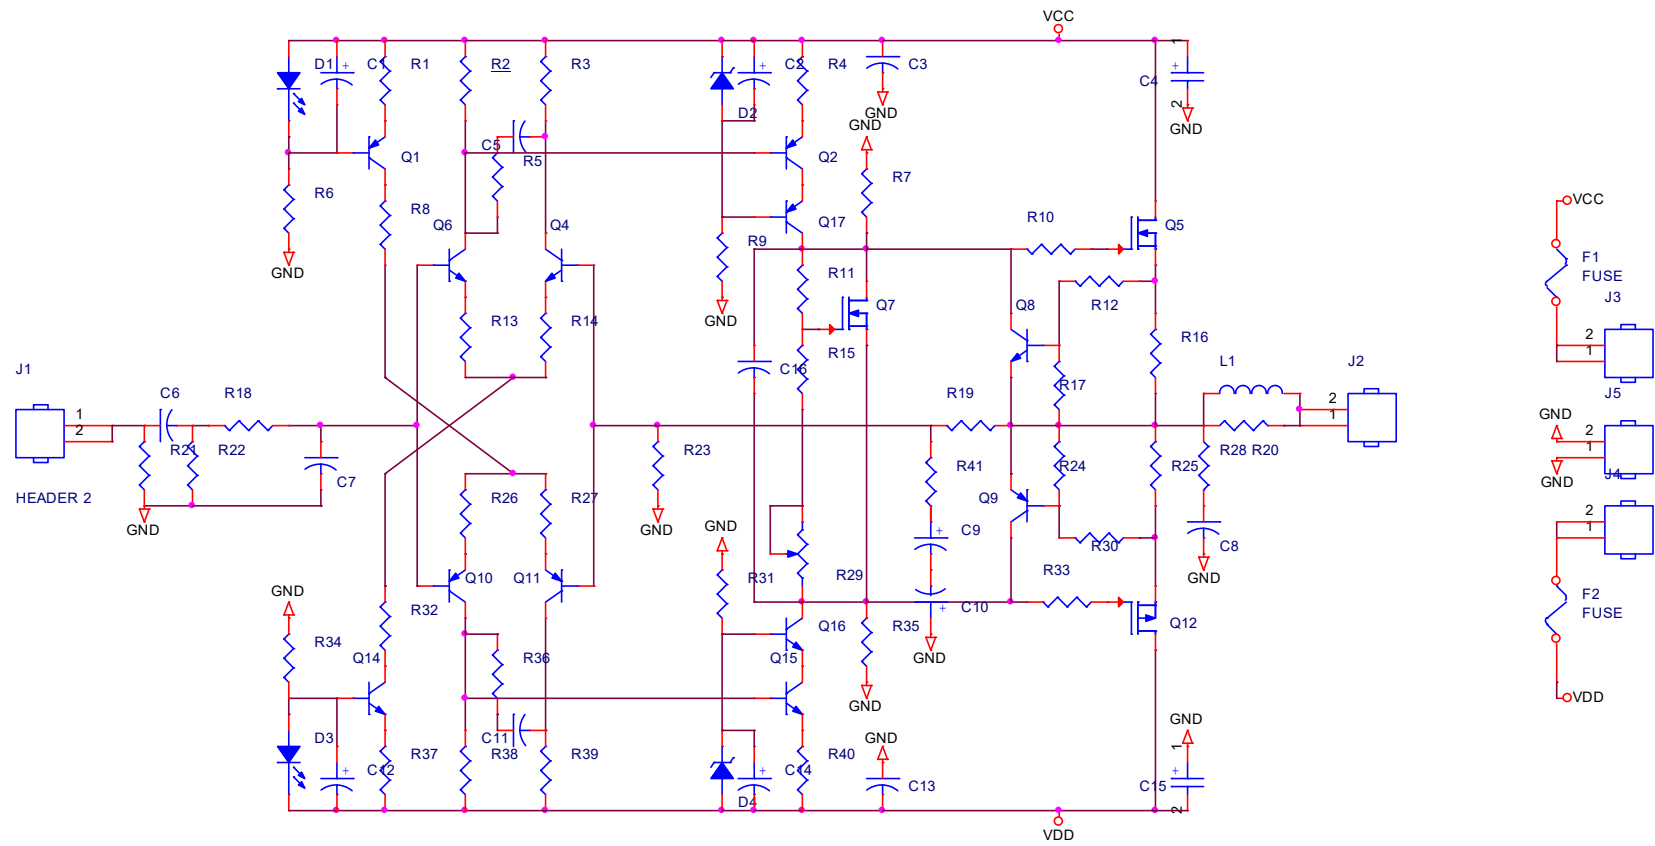 VCC
D1
C1
R1
R2
R3
C2
R4
C3
1
C4
2
D2
GND
GND
GND
C5
R5
Q1
Q2
R7
R6
R8
Q6
Q4
Q17
R10
Q5
VCC
GND
R9
R11
F1
FUSE
R12
Q7
Q8
J3
GND
R13
R14
R15
R16
2
1
J1
C16
L1
J2
C6
R18
R17
R19
J5
1
2
2
1
GND
2
1
R21
R22
R23
R41
R24
R25
R28
R20
C7
J4
GND
HEADER 2
R26
R27
Q9
2
1
GND
GND
GND
C9
R30
C8
GND
Q10
Q11
R31
R29
R33
GND
C10
F2
FUSE
R32
Q16
R35
Q12
R34
Q14
R36
Q15
GND
GND
VDD
D3
C11
R38
R39
R40
GND
GND
1
C12
R37
C14
D4
C13
C15
2
VDD